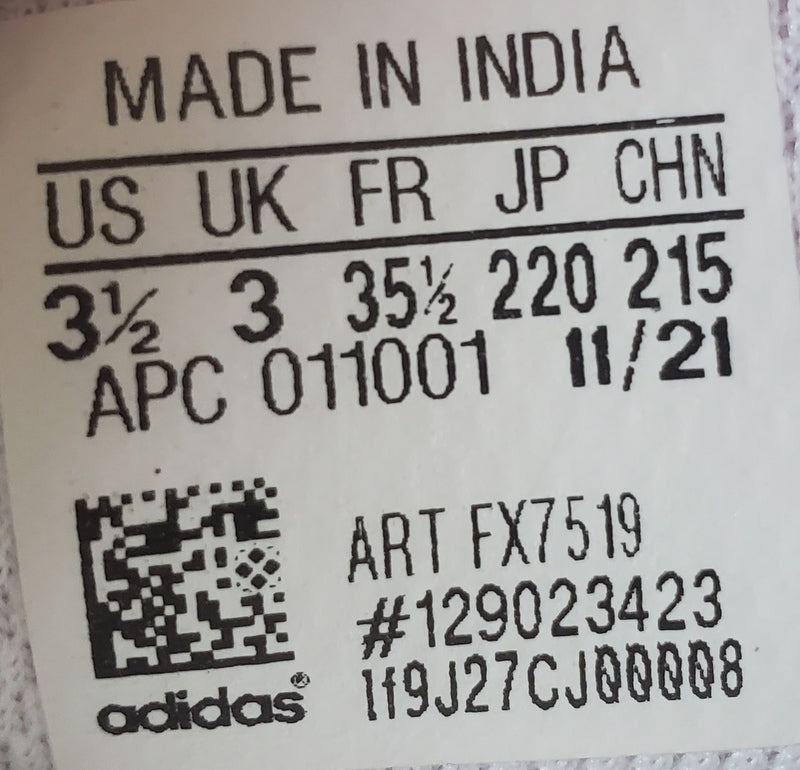 MADE IN INDIA
US UK FR JP CHN
3½ 3 35½ 220 215
APC 011001 11/21
ART FX7519
#129023423
1f9J27CJ00008
adidas®